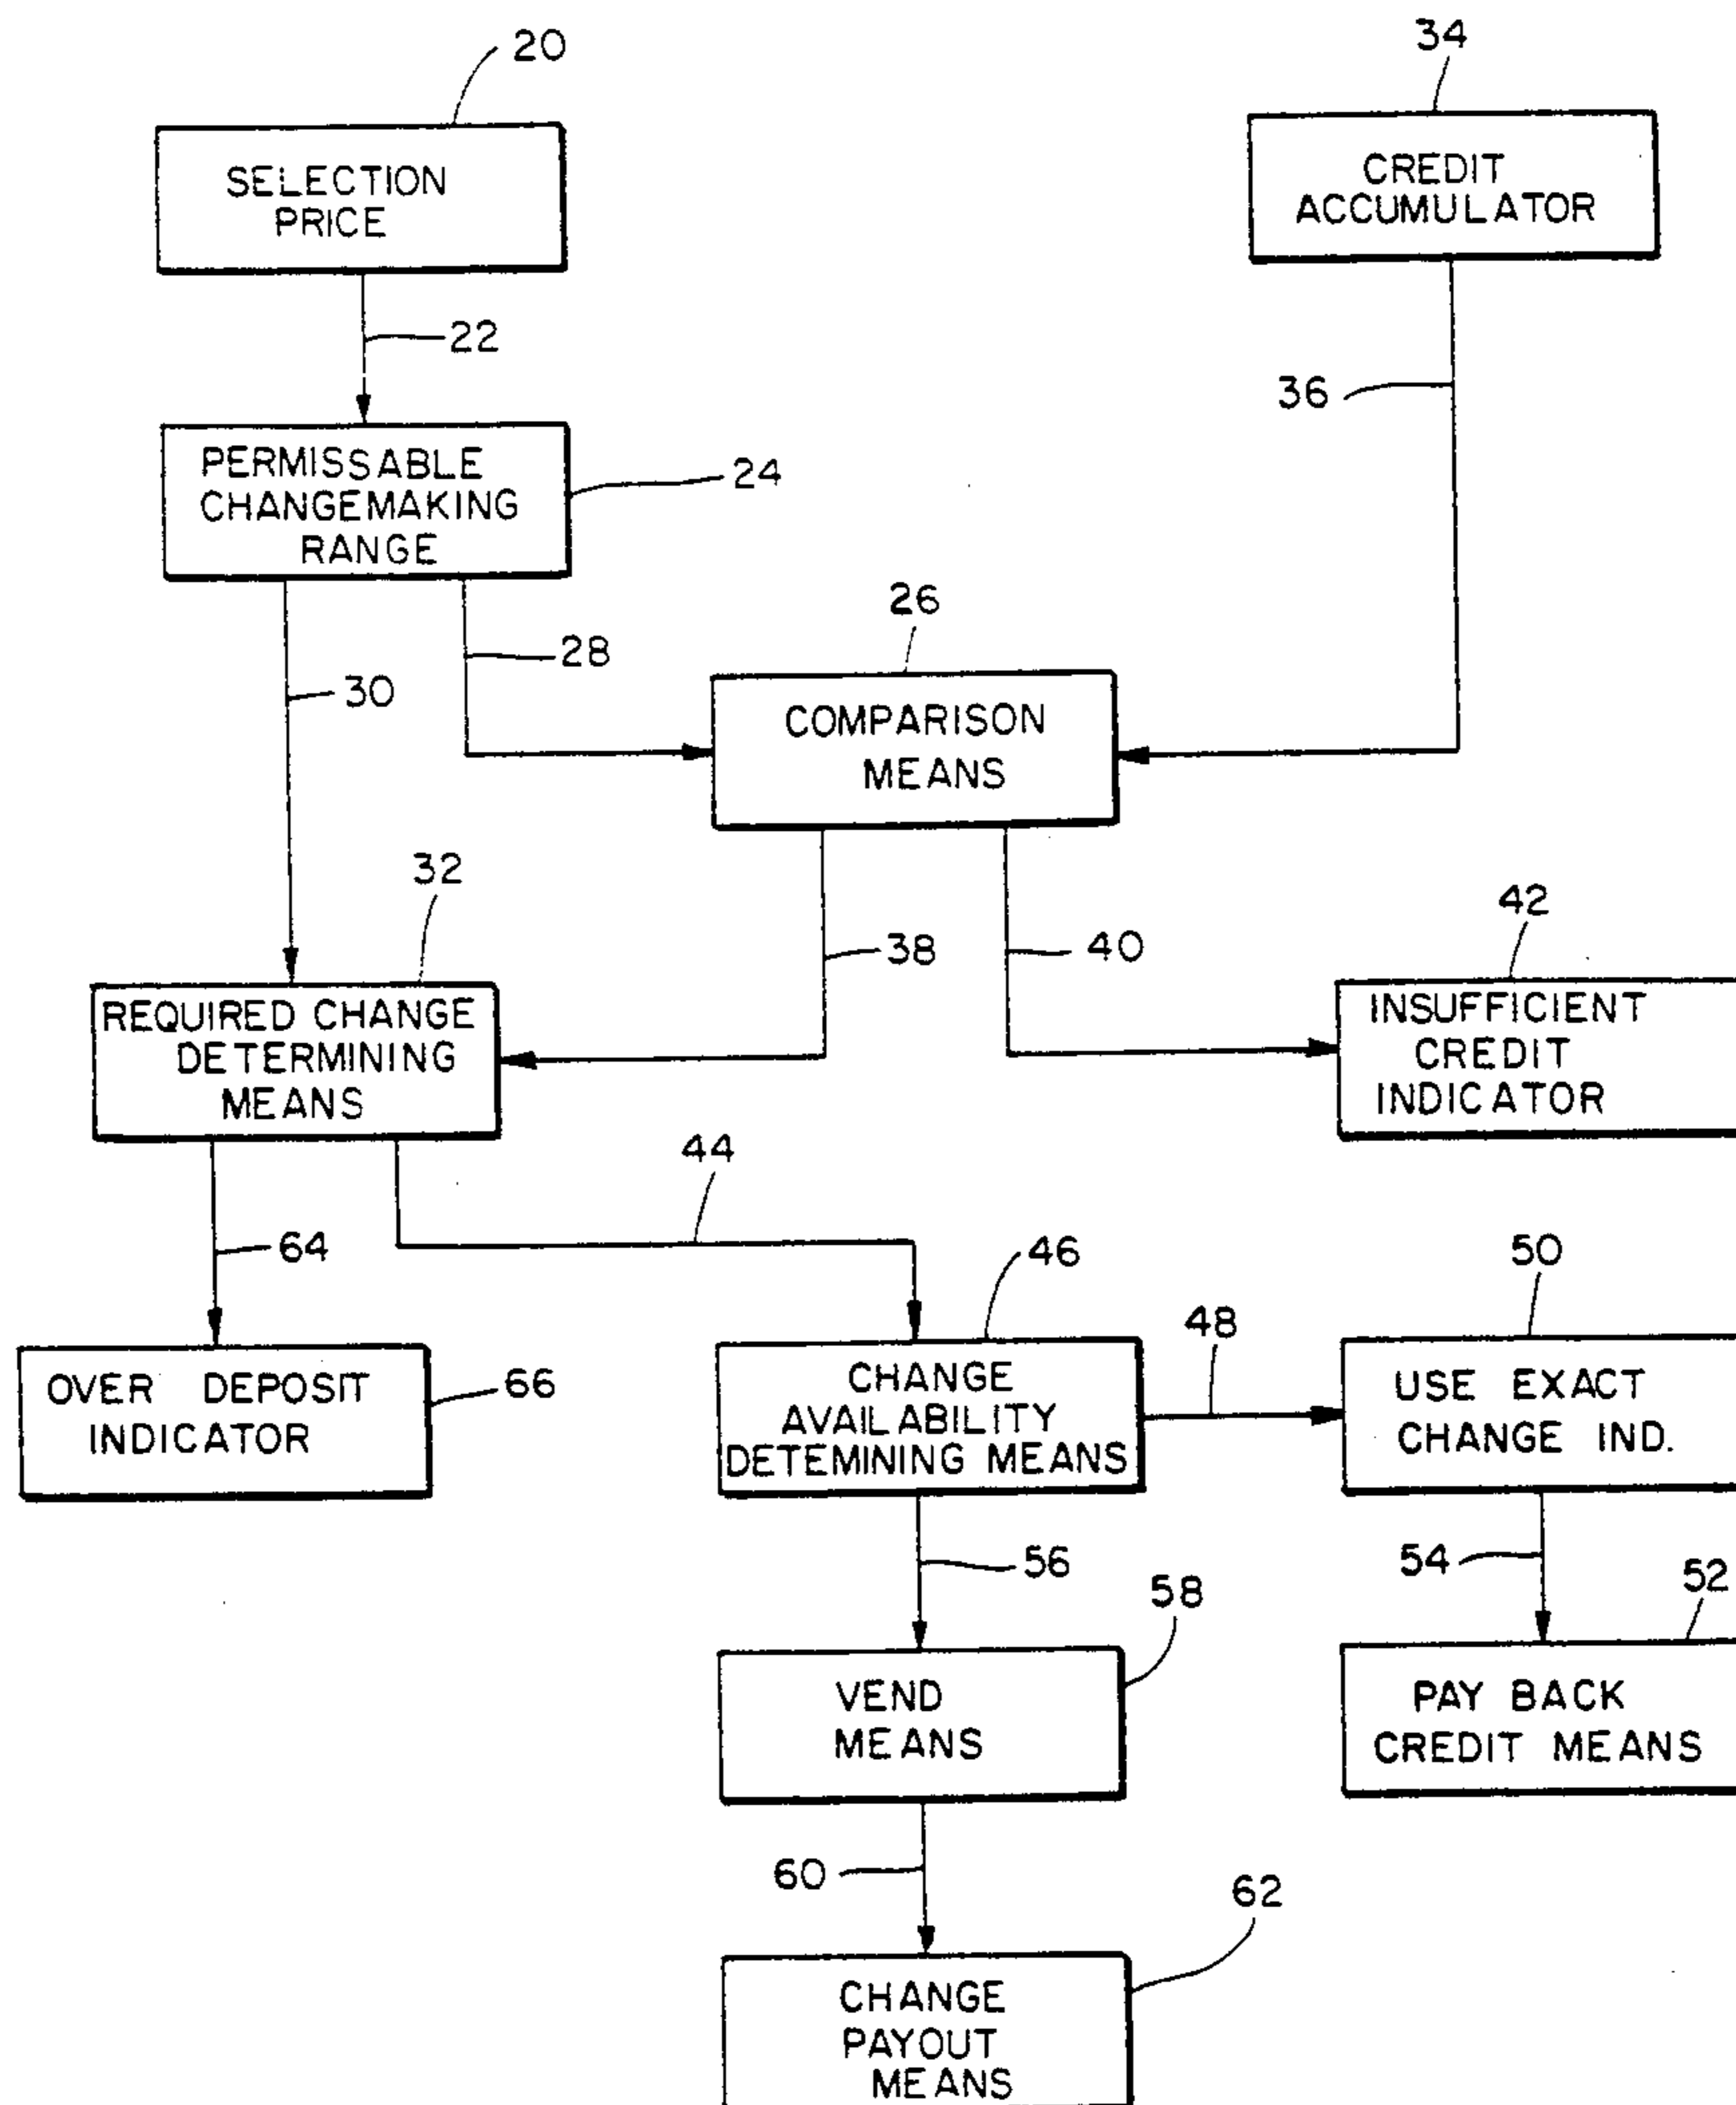 20
34
SELECTION
PRICE
CREDIT
ACCUMULATOR
22
36
PERMISSABLE
CHANGEMAKING
RANGE
24
26
28
30
COMPARISON
MEANS
32
38
40
42
REQUIRED CHANGE
DETERMINING
MEANS
INSUFFICIENT
CREDIT
INDICATOR
44
64
46
48
50
OVER DEPOSIT
INDICATOR
66
CHANGE
AVAILABILITY
DETEMINING MEANS
USE EXACT
CHANGE IND.
56
54
58
52
VEND
MEANS
PAY BACK
CREDIT MEANS
60
62
CHANGE
PAYOUT
MEANS